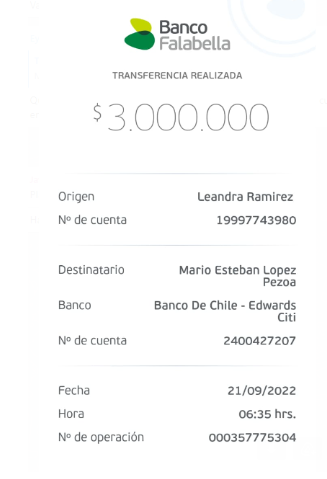 Banco
Falabella
TRANSFERENCIA REALIZADA
$3.000.000
Origen Leandra Ramirez
Nº de cuenta 19997743980
Destinatario Mario Esteban Lopez
Pezoa
Banco Banco De Chile - Edwards
Citi
Nº de cuenta 2400427207
Fecha 21/09/2022
Hora 06:35 hrs.
Nº de operación 000357775304